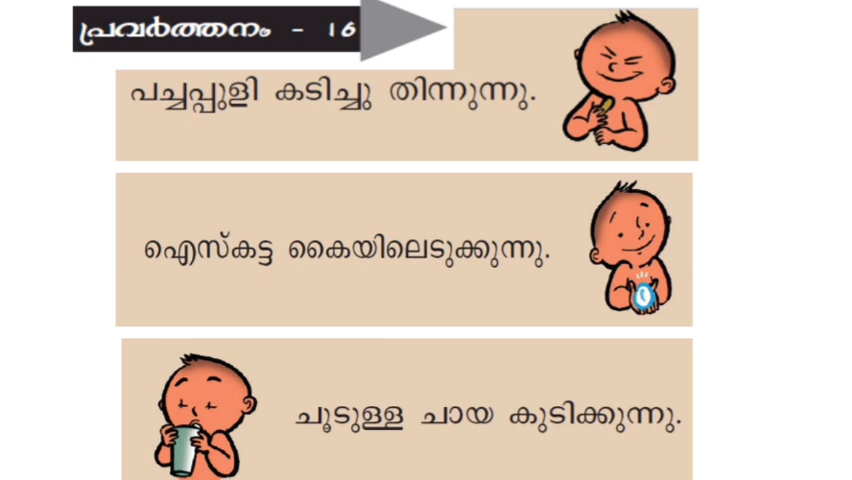 പ്രവർത്തനം - 16
പച്ചപ്പുളി കടിച്ചു തിന്നുന്നു.
ഐസ്കട്ട കൈയിലെടുക്കുന്നു.
ചൂടുള്ള ചായ കുടിക്കുന്നു.